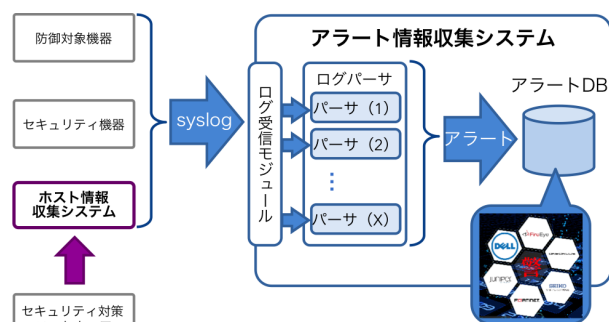 防御対象機器
セキュリティ機器
ホスト情報
収集システム
セキュリティ対策
syslog
アラート情報収集システム
ログ受信モジュール
ログパーサ
パーサ（1）
パーサ（2）
⋮
パーサ（X）
アラート
アラートDB
FireEye
DELL
JUNIPER
FORTINET